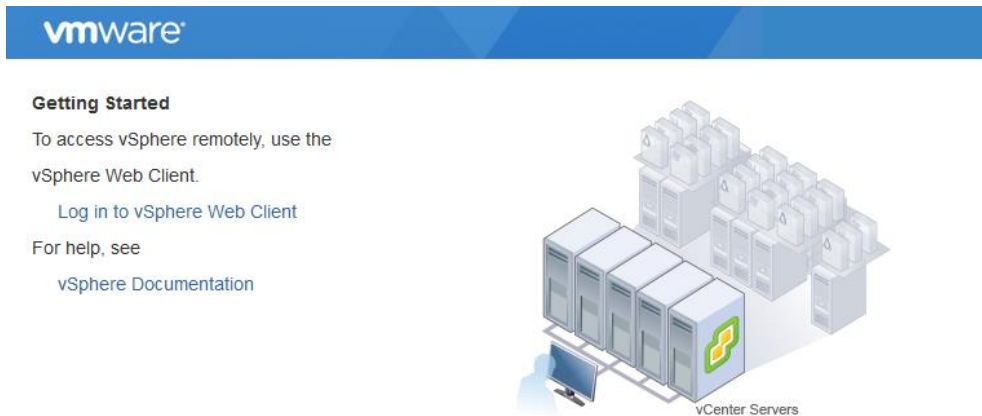 vmware®
Getting Started
To access vSphere remotely, use the
vSphere Web Client.
Log in to vSphere Web Client
For help, see
vSphere Documentation
vCenter Servers